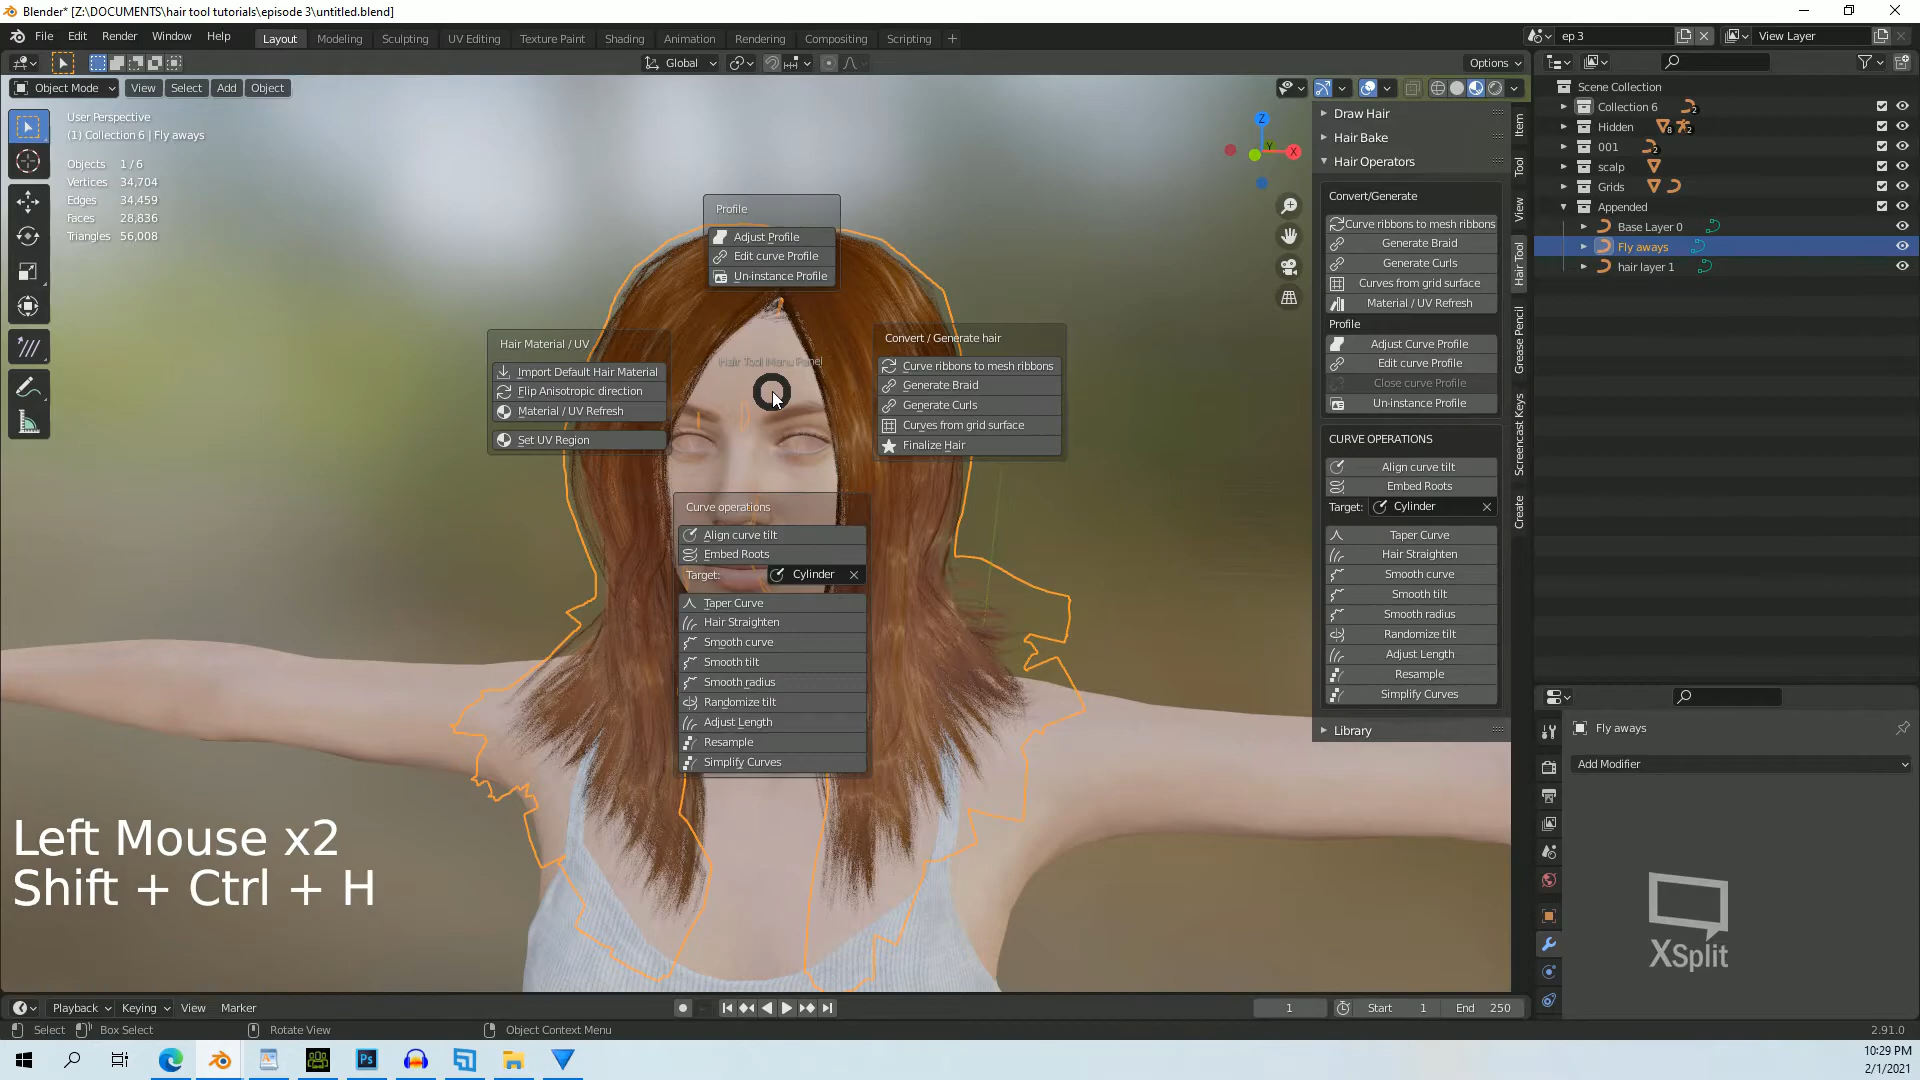 Blender* [Z:\DOCUMENTS\hair tool tutorials\episode 3\untitled.blend]
File Edit Render Window Help
Layout Modeling Sculpting UV Editing Texture Paint Shading Animation Rendering Compositing Scripting
ep 3
View Layer
Global
Options
Object Mode View Select Add Object
User Perspective
(1) Collection 6 | Fly aways
Objects 1 / 6
Vertices 34,704
Edges 34,459
Faces 28,836
Triangles 56,008
Profile
Adjust Profile
Edit curve Profile
Un-instance Profile
Hair Material / UV
Import Default Hair Material
Flip Anisotropic direction
Material / UV Refresh
Set UV Region
Hair Tool Menu Panel
Convert / Generate hair
Curve ribbons to mesh ribbons
Generate Braid
Generate Curls
Curves from grid surface
Finalize Hair
Curve operations
Align curve tilt
Embed Roots
Target: Cylinder
Taper Curve
Hair Straighten
Smooth curve
Smooth tilt
Smooth radius
Randomize tilt
Adjust Length
Resample
Simplify Curves
Z
Y
X
Draw Hair
Hair Bake
Hair Operators
Convert/Generate
Curve ribbons to mesh ribbons
Generate Braid
Generate Curls
Curves from grid surface
Material / UV Refresh
Profile
Adjust Curve Profile
Edit curve Profile
Close curve Profile
Un-instance Profile
CURVE OPERATIONS
Align curve tilt
Embed Roots
Target: Cylinder
Taper Curve
Hair Straighten
Smooth curve
Smooth tilt
Smooth radius
Randomize tilt
Adjust Length
Resample
Simplify Curves
Library
Item
Tool
View
Hair Tool
Grease Pencil
Screencast Keys
Create
Scene Collection
Collection 6 2
Hidden 8 2
001 2
scalp
Grids
Appended
Base Layer 0
Fly aways
hair layer 1
Fly aways
Add Modifier
XSplit
Left Mouse x2
Shift + Ctrl + H
Playback Keying View Marker
1
Start 1
End 250
Select Box Select Rotate View Object Context Menu
2.91.0
Ps
10:29 PM
2/1/2021